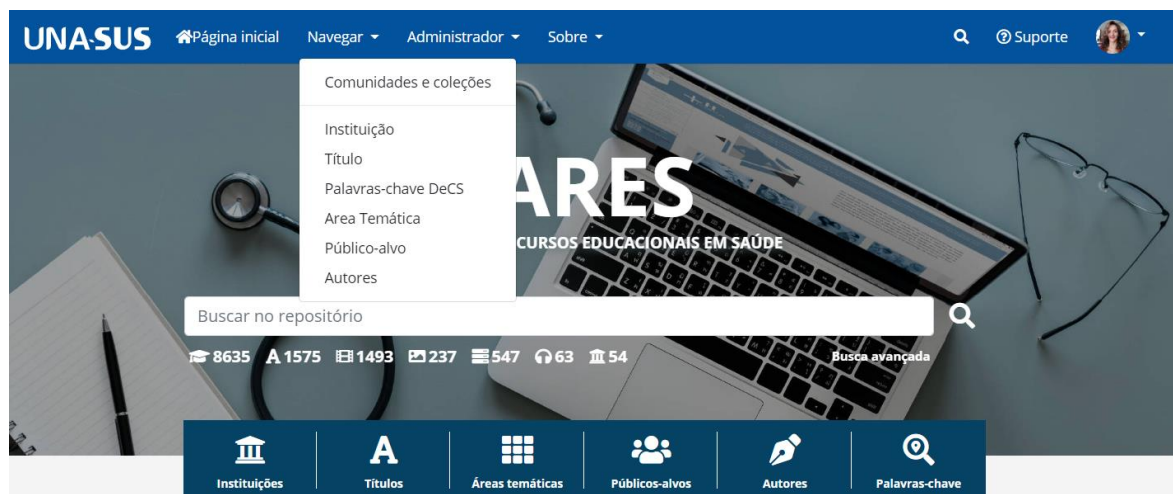 UNA-SUS Página inicial Navegar Administrador Sobre Suporte
Comunidades e coleções
Instituição
Título
Palavras-chave DeCS
Area Temática
Público-alvo
Autores
ARES
CURSOS EDUCACIONAIS EM SAÚDE
Buscar no repositório
8635 A 1575 1493 237 547 63 54 Busca avançada
A
Instituições Títulos Áreas temáticas Públicos-alvos Autores Palavras-chave